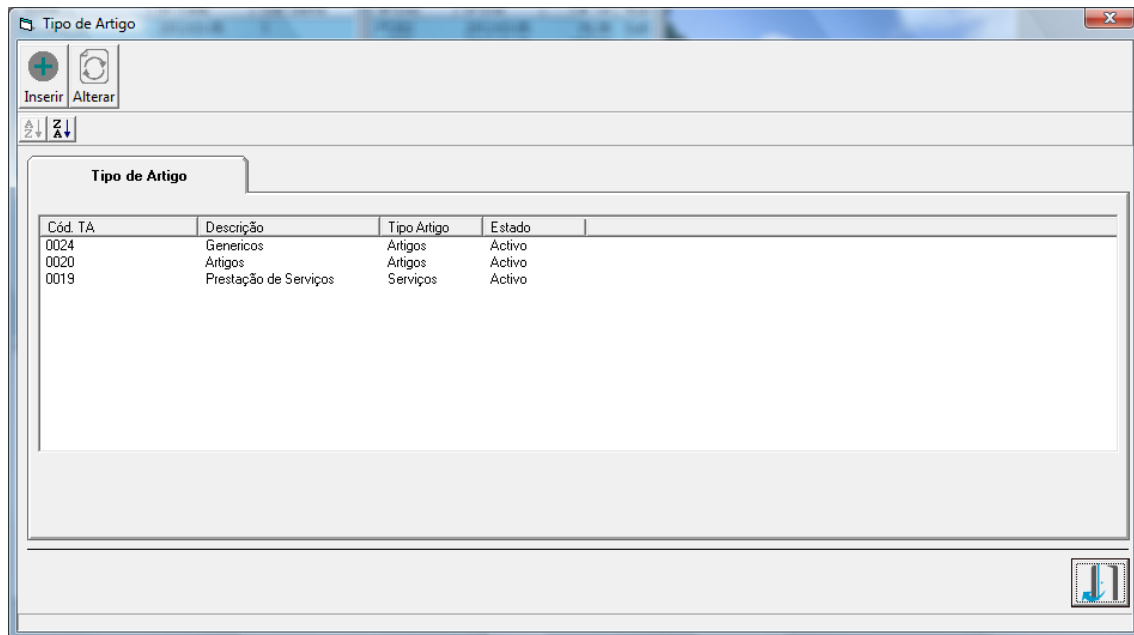 Tipo de Artigo
Inserir Alterar
A Z Z A
Tipo de Artigo
Cód. TA Descrição Tipo Artigo Estado
0024 Genericos Artigos Activo
0020 Artigos Artigos Activo
0019 Prestação de Serviços Serviços Activo